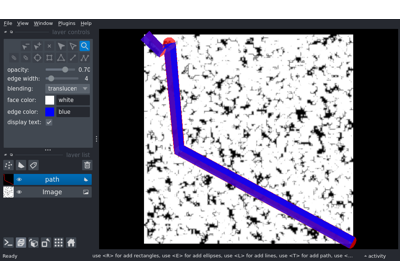 File View Window Plugins Help
layer controls
opacity: 0.70
edge width: 4
blending: translucen
face color: white
edge color: blue
display text:
layer list
path
Image
Ready
use <R> for add rectangles, use <E> for add ellipses, use <L> for add lines, use <T> for add path, use <...
activity